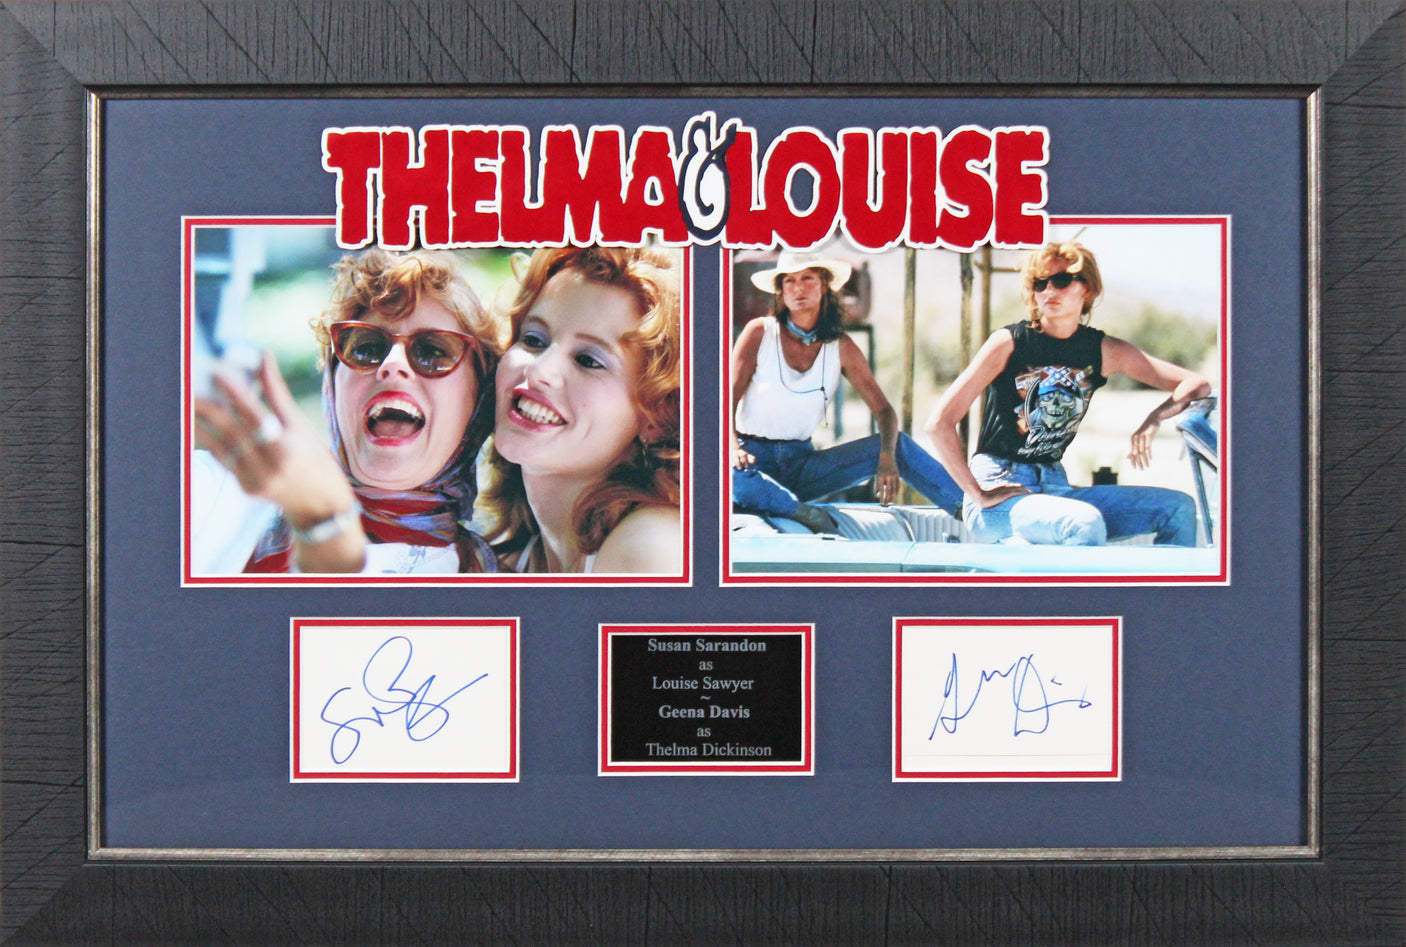 THELMA & LOUISE
Susan Sarandon
as
Louise Sawyer
~
Geena Davis
as
Thelma Dickinson